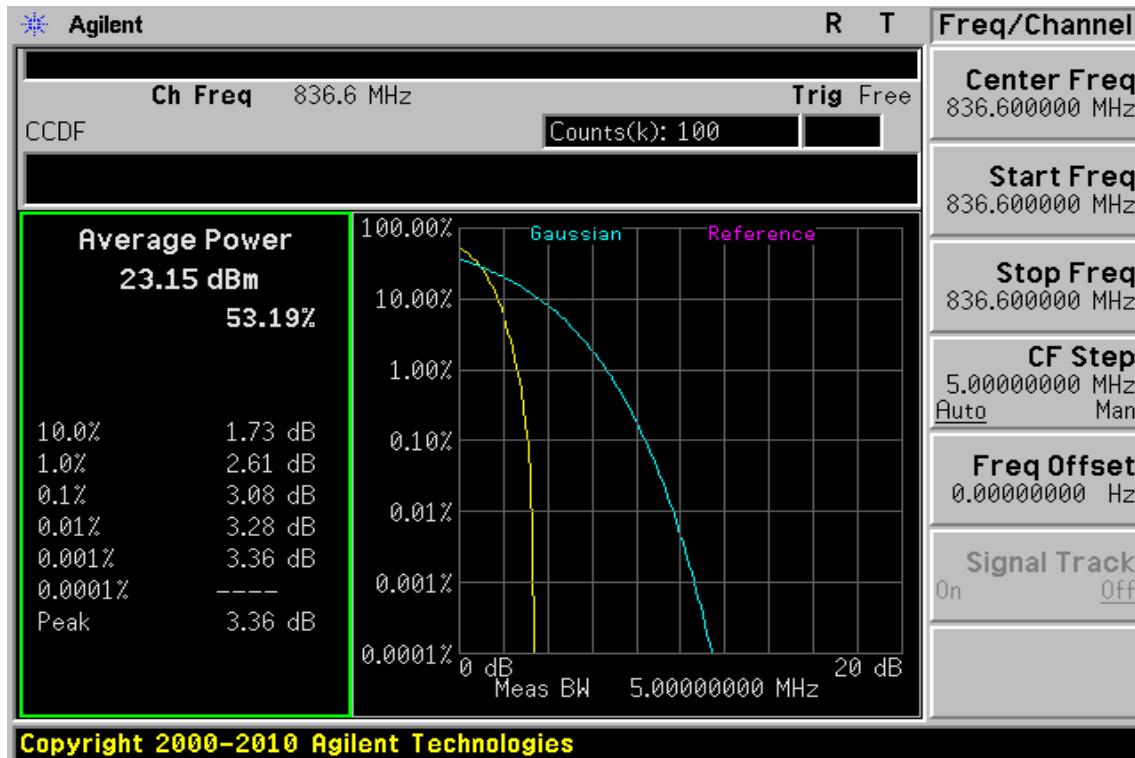 Agilent R T
Ch Freq 836.6 MHz Trig Free
CCDF
Counts(k): 100
Average Power
23.15 dBm
53.19%
10.0% 1.73 dB
1.0% 2.61 dB
0.1% 3.08 dB
0.01% 3.28 dB
0.001% 3.36 dB
0.0001% ----
Peak 3.36 dB
100.00%
Gaussian Reference
10.00%
1.00%
0.10%
0.01%
0.001%
0.0001%
0 dB 20 dB
Meas BW 5.00000000 MHz
Freq/Channel
Center Freq
836.600000 MHz
Start Freq
836.600000 MHz
Stop Freq
836.600000 MHz
CF Step
5.00000000 MHz
Auto Man
Freq Offset
0.00000000 Hz
Signal Track
On Off
Copyright 2000-2010 Agilent Technologies